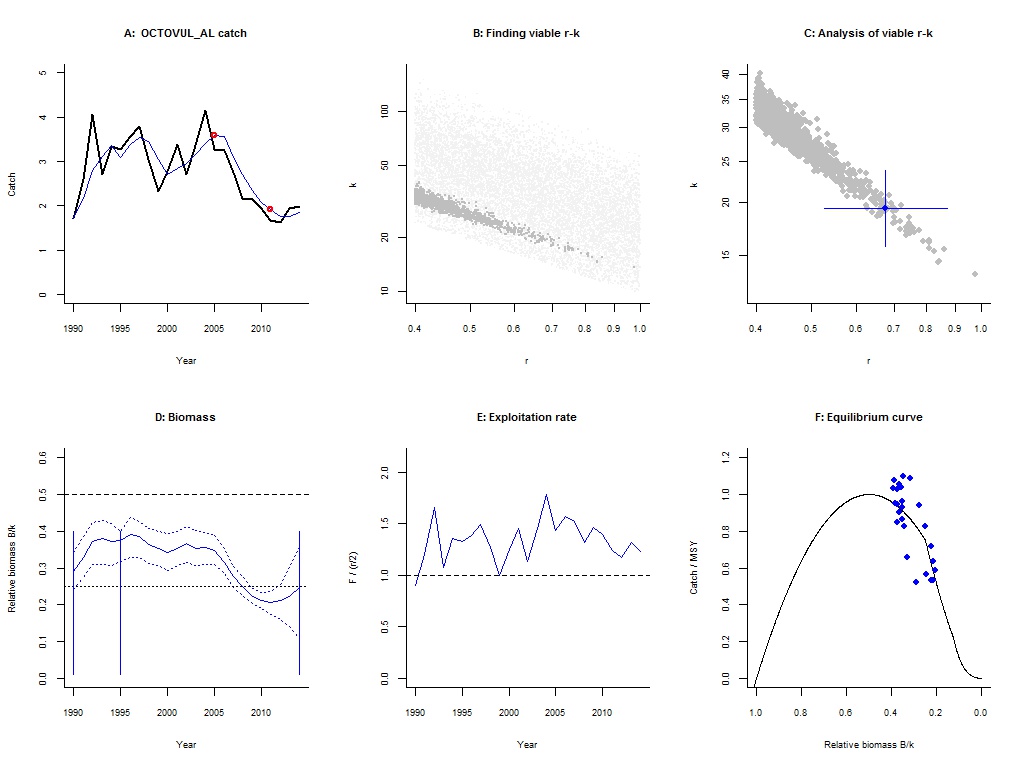 A: OCTOVUL_AL catch
B: Finding viable r-k
C: Analysis of viable r-k
Catch
0 1 2 3 4 5
1990 1995 2000 2005 2010
Year
k
10 20 50 100
0.4 0.5 0.6 0.7 0.8 0.9 1.0
r
k
15 20 25 30 35 40
0.4 0.5 0.6 0.7 0.8 0.9 1.0
r
D: Biomass
E: Exploitation rate
F: Equilibrium curve
Relative biomass B/k
0.0 0.1 0.2 0.3 0.4 0.5 0.6
1990 1995 2000 2005 2010
Year
F / (r/2)
0.0 0.5 1.0 1.5 2.0
1990 1995 2000 2005 2010
Year
Catch / MSY
0.0 0.2 0.4 0.6 0.8 1.0 1.2
1.0 0.8 0.6 0.4 0.2 0.0
Relative biomass B/k